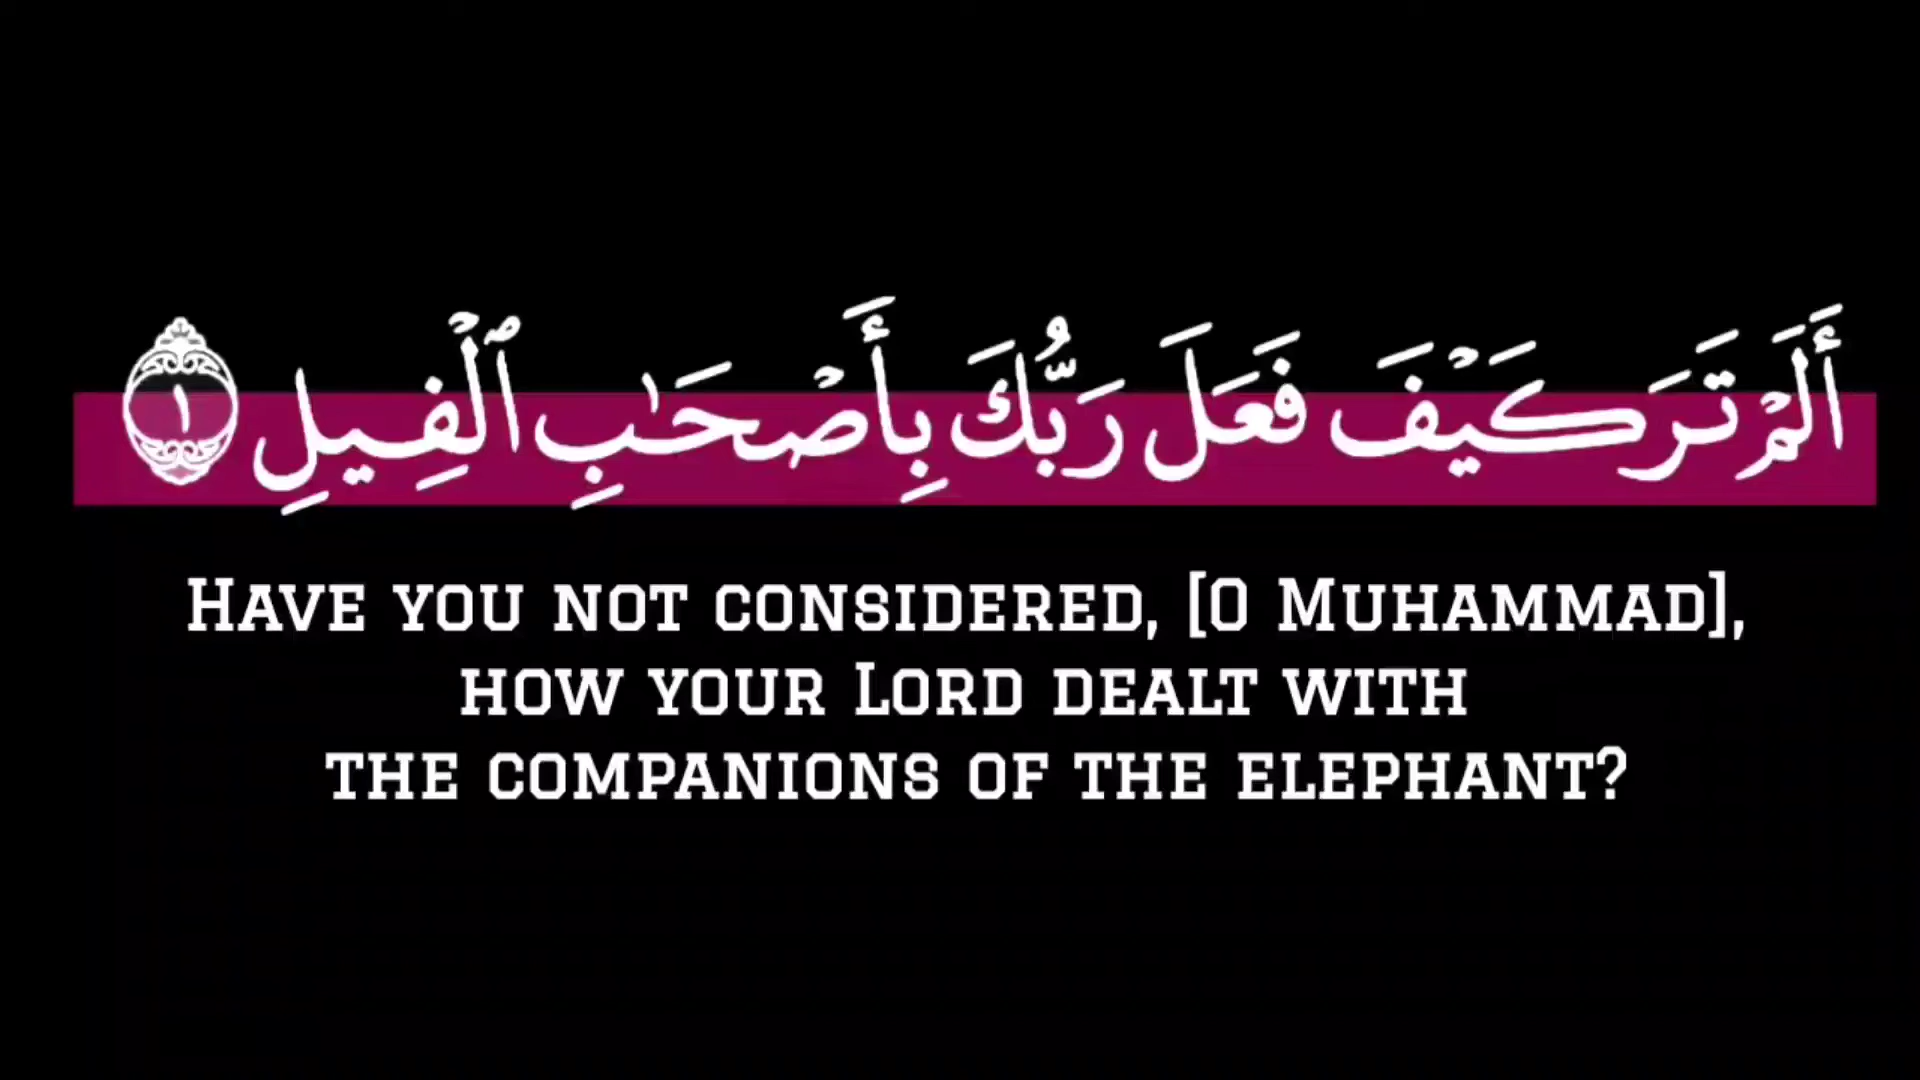 أَلَمْ تَرَ كَيْفَ فَعَلَ رَبُّكَ بِأَصْحَٰبِ ٱلْفِيلِ ١
Have you not considered, [O Muhammad],
how your Lord dealt with
the companions of the elephant?